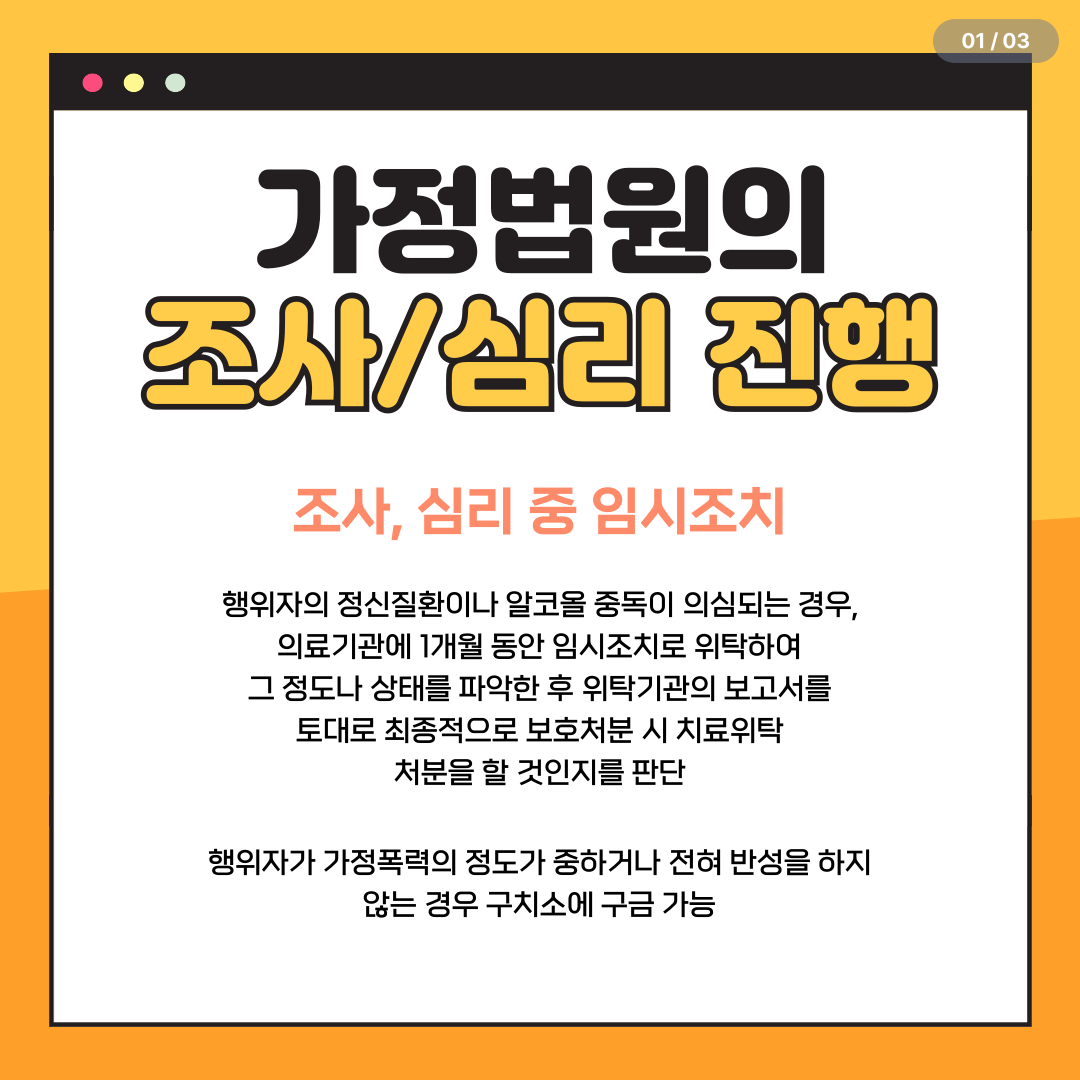 01 / 03
가정법원의
조사/심리 진행
조사, 심리 중 임시조치
행위자의 정신질환이나 알코올 중독이 의심되는 경우,
의료기관에 1개월 동안 임시조치로 위탁하여
그 정도나 상태를 파악한 후 위탁기관의 보고서를
토대로 최종적으로 보호처분 시 치료위탁
처분을 할 것인지를 판단
행위자가 가정폭력의 정도가 중하거나 전혀 반성을 하지
않는 경우 구치소에 구금 가능